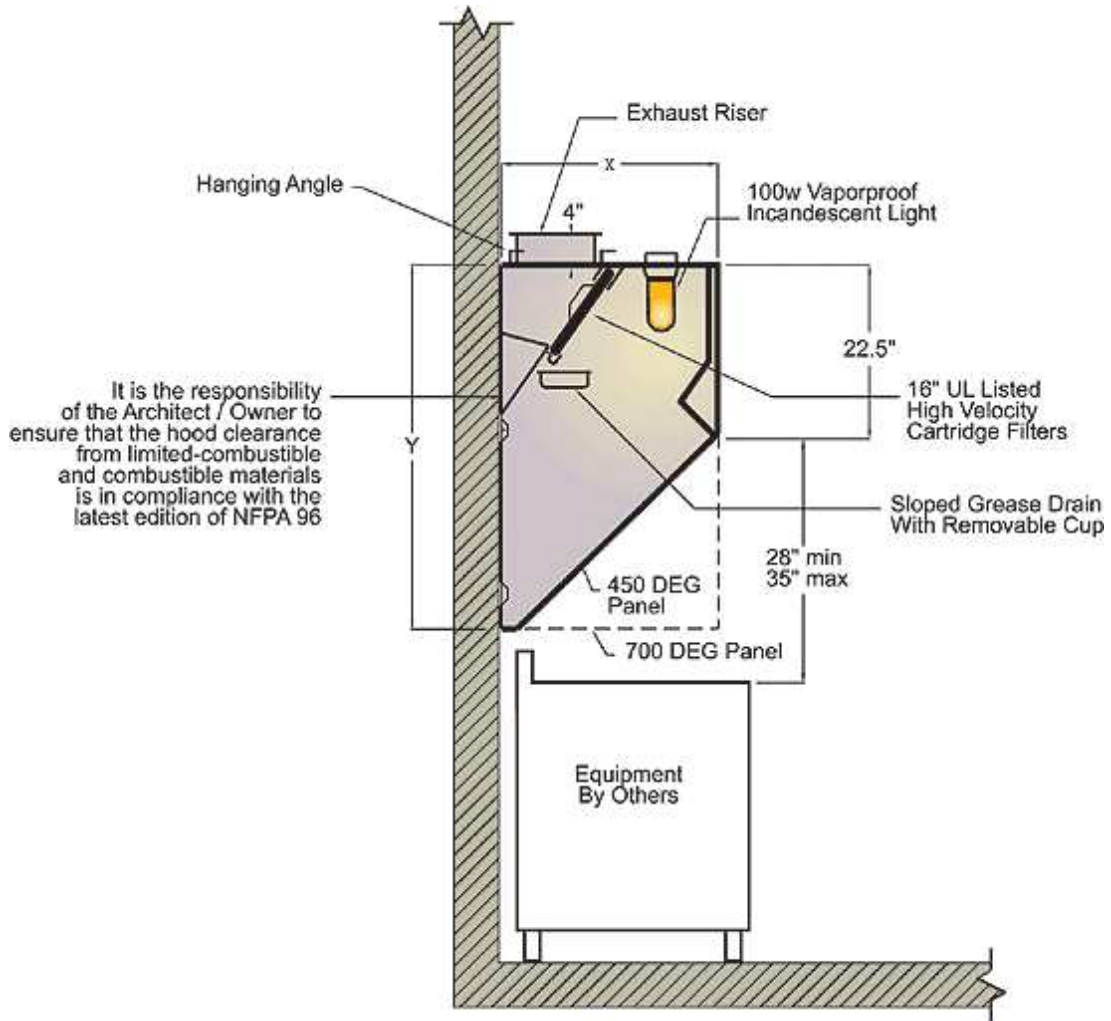 Exhaust Riser
X
Hanging Angle
4"
100w Vaporproof
Incandescent Light
22.5"
It is the responsibility
of the Architect / Owner to
ensure that the hood clearance
from limited-combustible
and combustible materials
is in compliance with the
latest edition of NFPA 96
Y
16" UL Listed
High Velocity
Cartridge Filters
Sloped Grease Drain
With Removable Cup
28" min
35" max
450 DEG
Panel
700 DEG Panel
Equipment
By Others